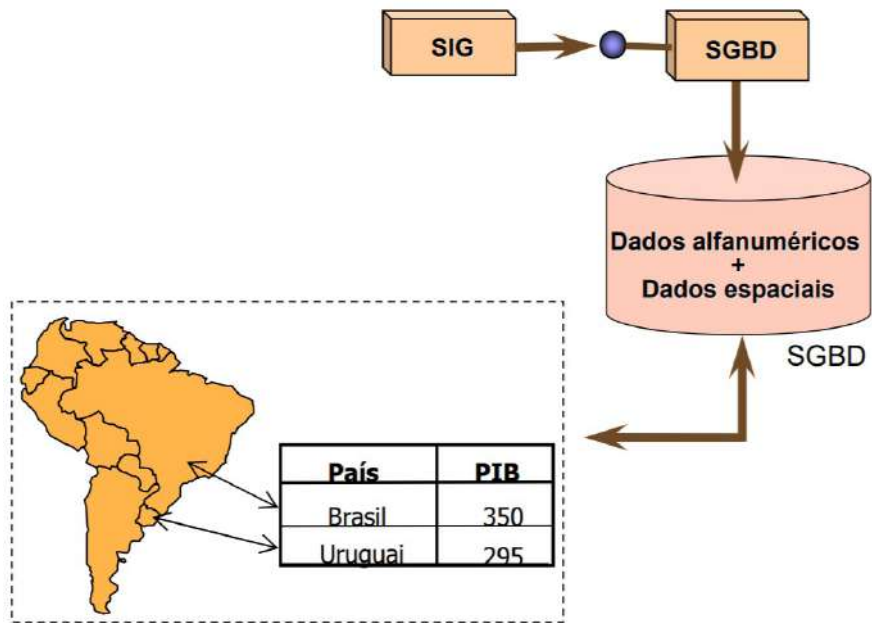 SIG
SGBD
Dados alfanuméricos
+
Dados espaciais
SGBD
País PIB
Brasil 350
Uruguai 295